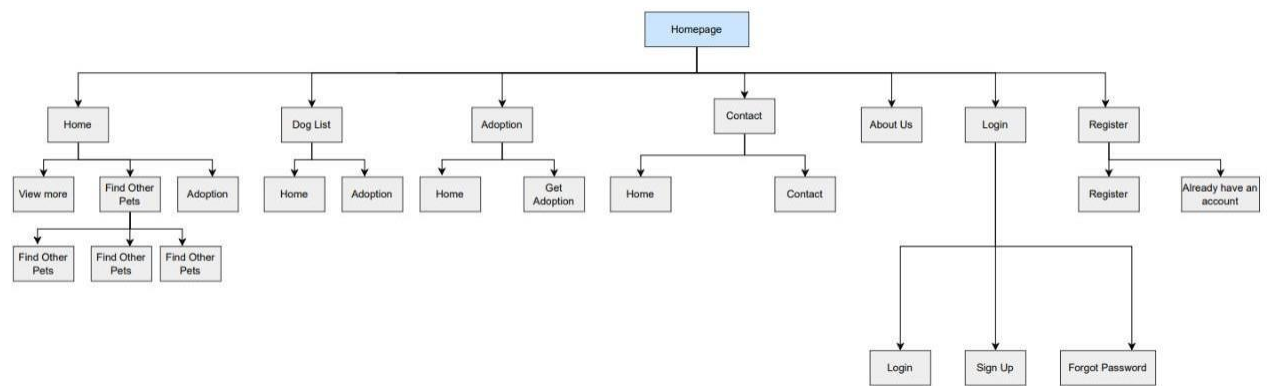 Homepage
Home
Dog List
Adoption
Contact
About Us
Login
Register
View more
Find Other
Pets
Adoption
Home
Adoption
Home
Get
Adoption
Home
Contact
Register
Already have an
account
Find Other
Pets
Find Other
Pets
Find Other
Pets
Login
Sign Up
Forgot Password